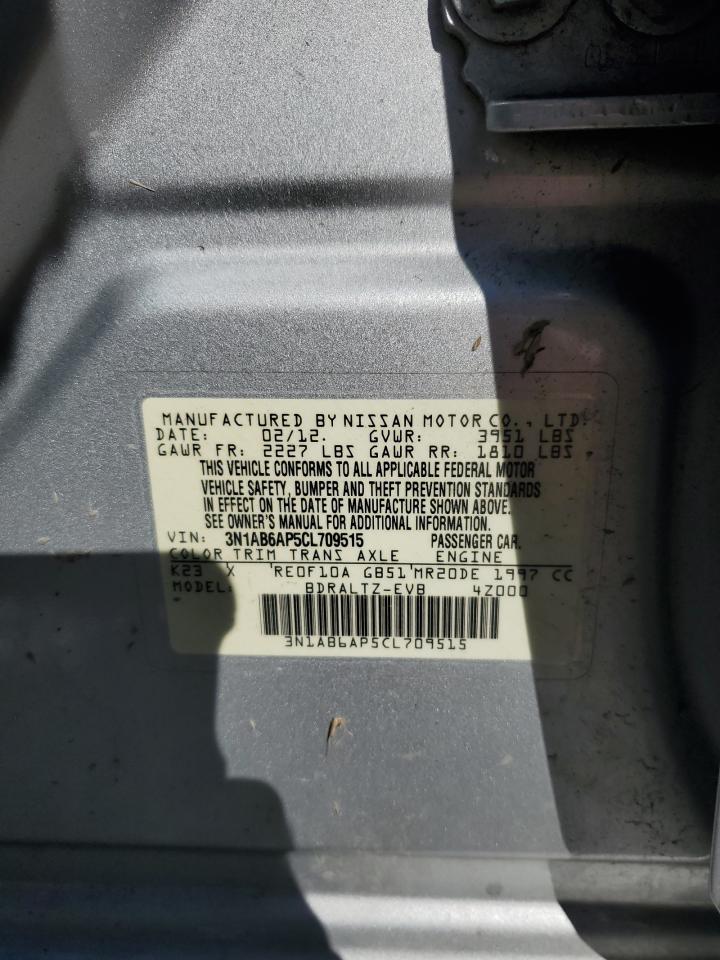 MANUFACTURED BY NISSAN MOTOR CO., LTD.
DATE: 02/12. GVWR: 3951 LBS
GAWR FR: 2227 LBS GAWR RR: 1810 LBS
THIS VEHICLE CONFORMS TO ALL APPLICABLE FEDERAL MOTOR
VEHICLE SAFETY, BUMPER AND THEFT PREVENTION STANDARDS
IN EFFECT ON THE DATE OF MANUFACTURE SHOWN ABOVE.
SEE OWNER'S MANUAL FOR ADDITIONAL INFORMATION.
VIN: 3N1AB6AP5CL709515 PASSENGER CAR.
COLOR TRIM TRANS AXLE ENGINE
K23 X RE0F10A GB51 MR20DE 1997 CC
MODEL: BDRALTZ-EVB 4Z000
3N1AB6AP5CL709515